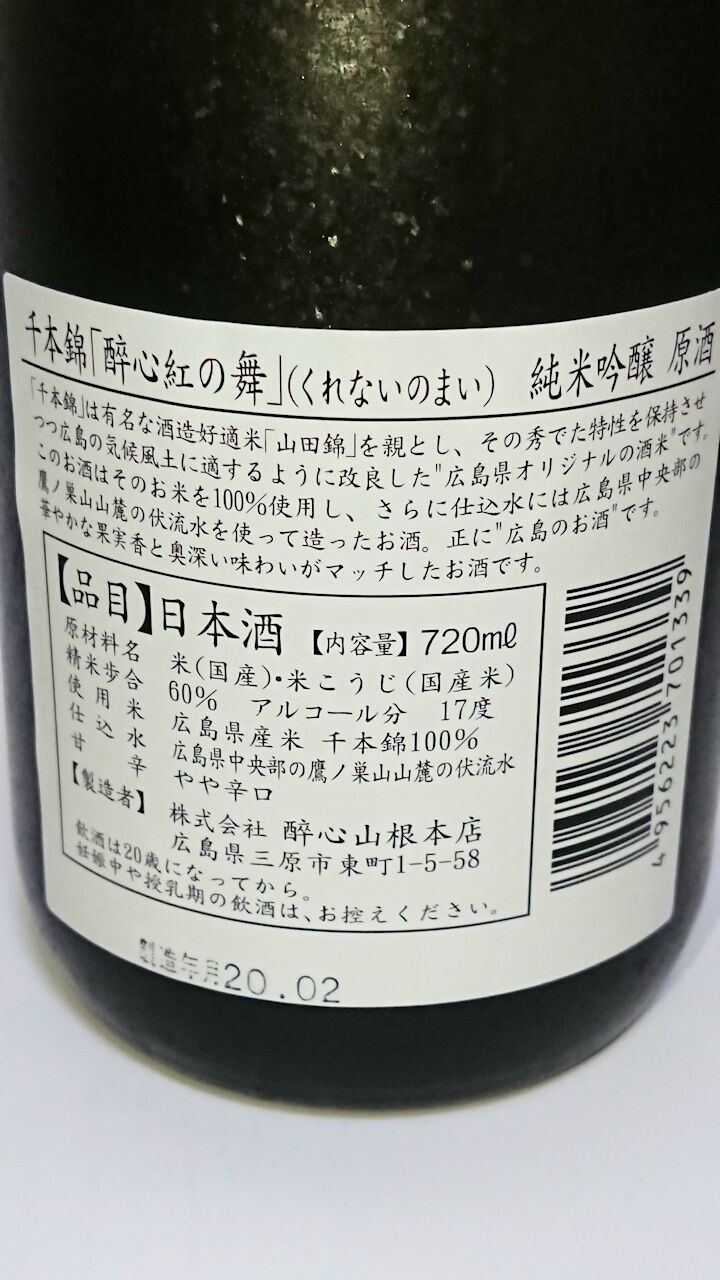 千本錦「醉心紅の舞」(くれないのまい) 純米吟醸 原酒
「千本錦」は有名な酒造好適米「山田錦」を親とし、その秀でた特性を保持させ
つつ広島の気候風土に適するように改良した"広島県オリジナルの酒米"です。
このお酒はそのお米を100%使用し、さらに仕込水には広島県中央部の
鷹ノ巣山山麓の伏流水を使って造ったお酒。正に"広島のお酒"です。
華やかな果実香と奥深い味わいがマッチしたお酒です。
【品目】日本酒 【内容量】720ml
原材料名 米(国産)・米こうじ(国産米)
精米歩合 60% アルコール分 17度
使用米 広島県産米 千本錦100%
仕込水 広島県中央部の鷹ノ巣山山麓の伏流水
甘辛 やや辛口
【製造者】 株式会社 醉心山根本店
広島県三原市東町1-5-58
飲酒は20歳になってから。
妊娠中や授乳期の飲酒は、お控えください。
4956223701339
製造年月20.02